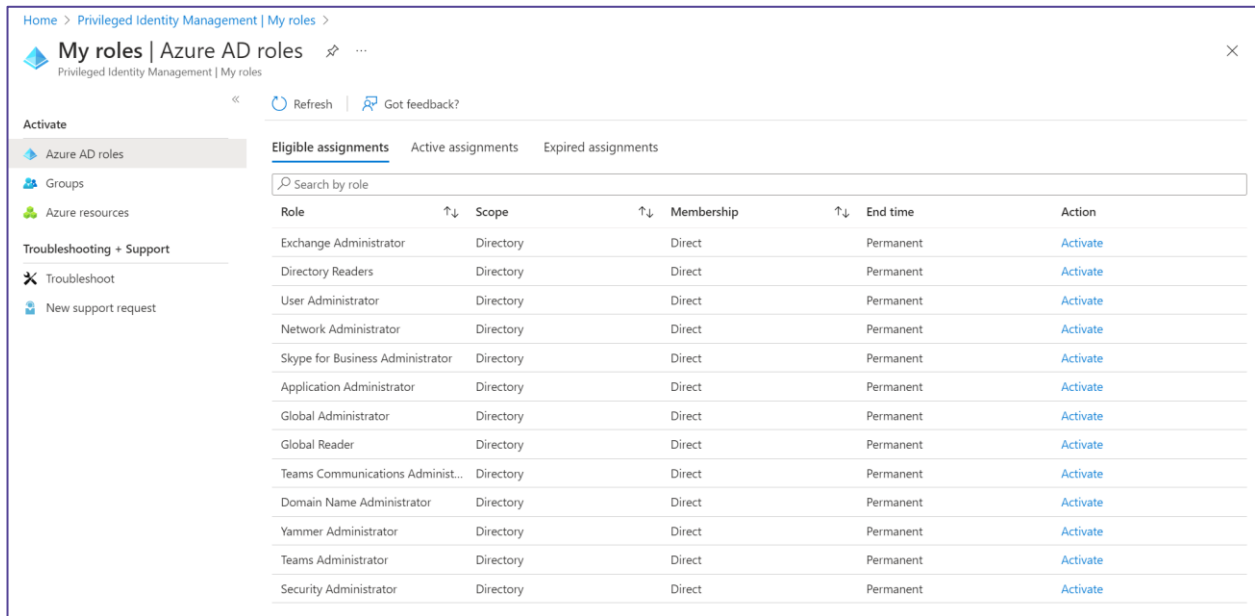 Home > Privileged Identity Management | My roles >
My roles | Azure AD roles ...
Privileged Identity Management | My roles
«
Refresh | Got feedback?
Activate
Azure AD roles
Groups
Azure resources
Troubleshooting + Support
Troubleshoot
New support request
Eligible assignments Active assignments Expired assignments
Search by role
Role ↑↓ Scope ↑↓ Membership ↑↓ End time Action
Exchange Administrator Directory Direct Permanent Activate
Directory Readers Directory Direct Permanent Activate
User Administrator Directory Direct Permanent Activate
Network Administrator Directory Direct Permanent Activate
Skype for Business Administrator Directory Direct Permanent Activate
Application Administrator Directory Direct Permanent Activate
Global Administrator Directory Direct Permanent Activate
Global Reader Directory Direct Permanent Activate
Teams Communications Administ... Directory Direct Permanent Activate
Domain Name Administrator Directory Direct Permanent Activate
Yammer Administrator Directory Direct Permanent Activate
Teams Administrator Directory Direct Permanent Activate
Security Administrator Directory Direct Permanent Activate